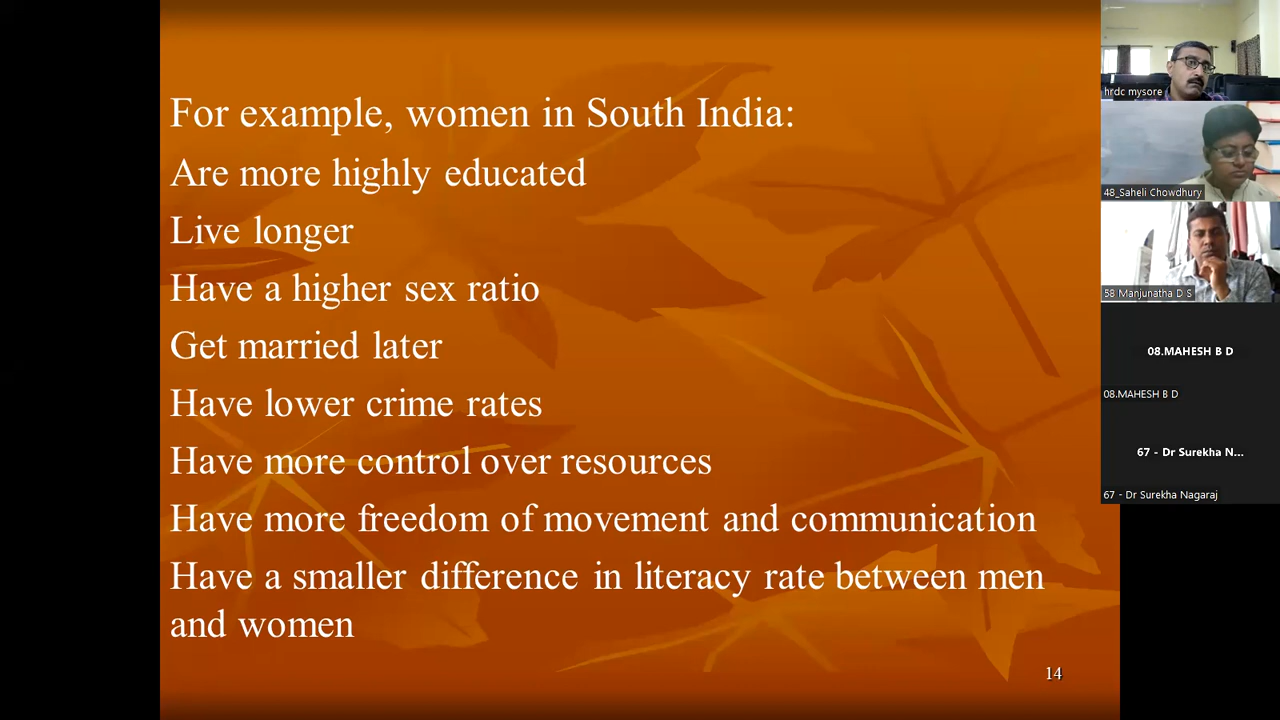 For example, women in South India:
Are more highly educated
Live longer
Have a higher sex ratio
Get married later
Have lower crime rates
Have more control over resources
Have more freedom of movement and communication
Have a smaller difference in literacy rate between men
and women
14
hrdc mysore
48_Saheli Chowdhury
58 Manjunatha D S
08.MAHESH B D
08.MAHESH B D
67 - Dr Surekha N...
67 - Dr Surekha Nagaraj